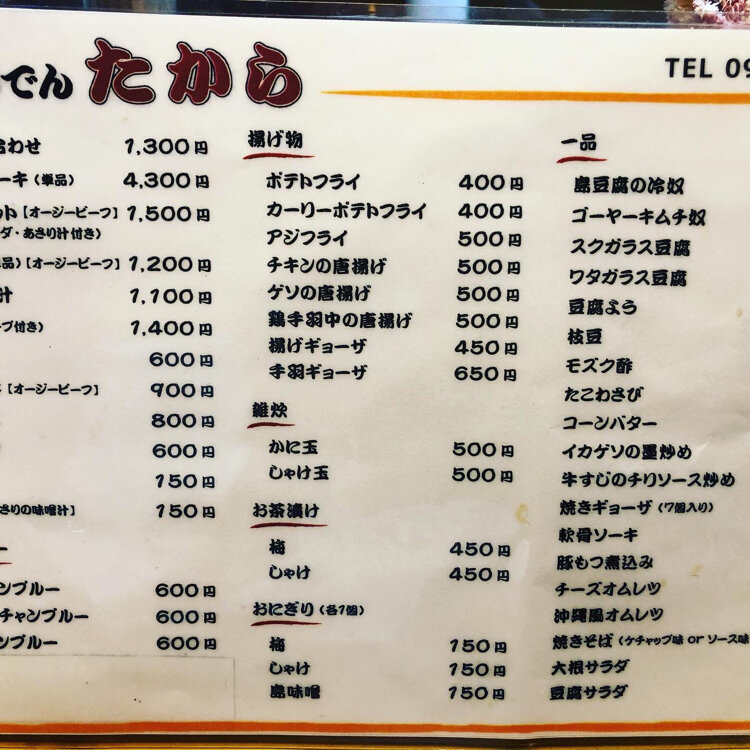 でん たから
TEL 09
合わせ 1,300円
ーキ(単品) 4,300円
ット【オージービーフ】 1,500円
ダ・あさり汁付き)
品)【オージービーフ】 1,200円
汁 1,100円
プ付き) 1,400円
600円
【オージービーフ】 900円
800円
600円
150円
さりの味噌汁】 150円
ー
ンプルー 600円
チャンプルー 600円
ンプルー 600円
揚げ物
ポテトフライ 400円
カーリーポテトフライ 400円
アジフライ 500円
チキンの唐揚げ 500円
ゲソの唐揚げ 500円
鶏手羽中の唐揚げ 500円
揚げギョーザ 450円
手羽ギョーザ 650円
雑炊
かに玉 500円
しゃけ玉 500円
お茶漬け
梅 450円
しゃけ 450円
おにぎり(各1個)
梅 150円
しゃけ 150円
島味噌 150円
一品
島豆腐の冷奴
ゴーヤーキムチ奴
スクガラス豆腐
ワタガラス豆腐
豆腐よう
枝豆
モズク酢
たこわさび
コーンバター
イカゲソの墨炒め
牛すじのチリソース炒め
焼きギョーザ(7個入り)
軟骨ソーキ
豚もつ煮込み
チーズオムレツ
沖縄風オムレツ
焼きそば(ケチャップ味 or ソース味
大根サラダ
豆腐サラダ